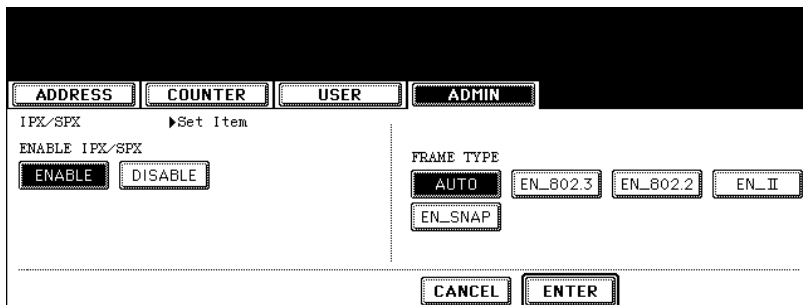 ADDRESS COUNTER USER ADMIN
IPX/SPX ▶Set Item
ENABLE IPX/SPX
ENABLE DISABLE
FRAME TYPE
AUTO EN_802.3 EN_802.2 EN_II
EN_SNAP
CANCEL ENTER